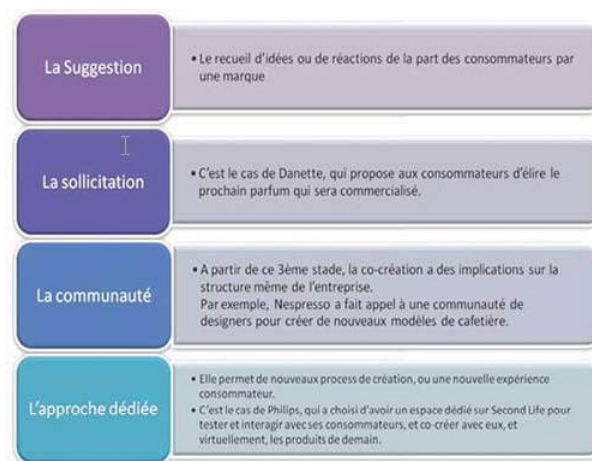 La Suggestion
• Le recueil d'idées ou de réactions de la part des consommateurs par
une marque
La sollicitation
• C'est le cas de Danette, qui propose aux consommateurs d'élire le
prochain parfum qui sera commercialisé.
La communauté
• A partir de ce 3ème stade, la co-création a des implications sur la
structure même de l'entreprise.
Par exemple, Nespresso a fait appel à une communauté de
designers pour créer de nouveaux modèles de cafetière.
L'approche dédiée
• Elle permet de nouveaux process de création, ou une nouvelle expérience
consommateur.
• C'est le cas de Philips, qui a choisi d'avoir un espace dédié sur Second Life pour
tester et interagir avec ses consommateurs, et co-créer avec eux, et
virtuellement, les produits de demain.